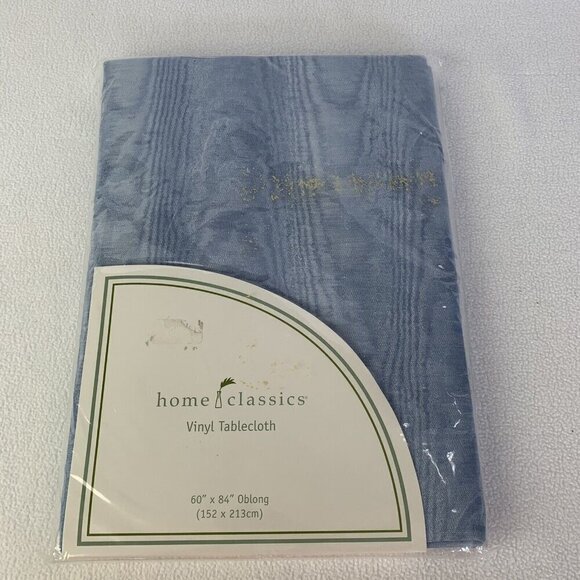 home classics®
Vinyl Tablecloth
60" x 84" Oblong
(152 x 213cm)